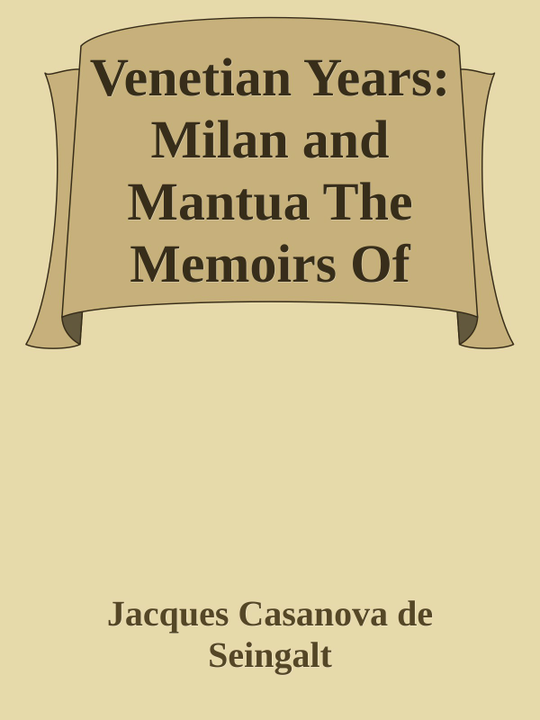 Venetian Years:
Milan and
Mantua The
Memoirs Of
Jacques Casanova de
Seingalt